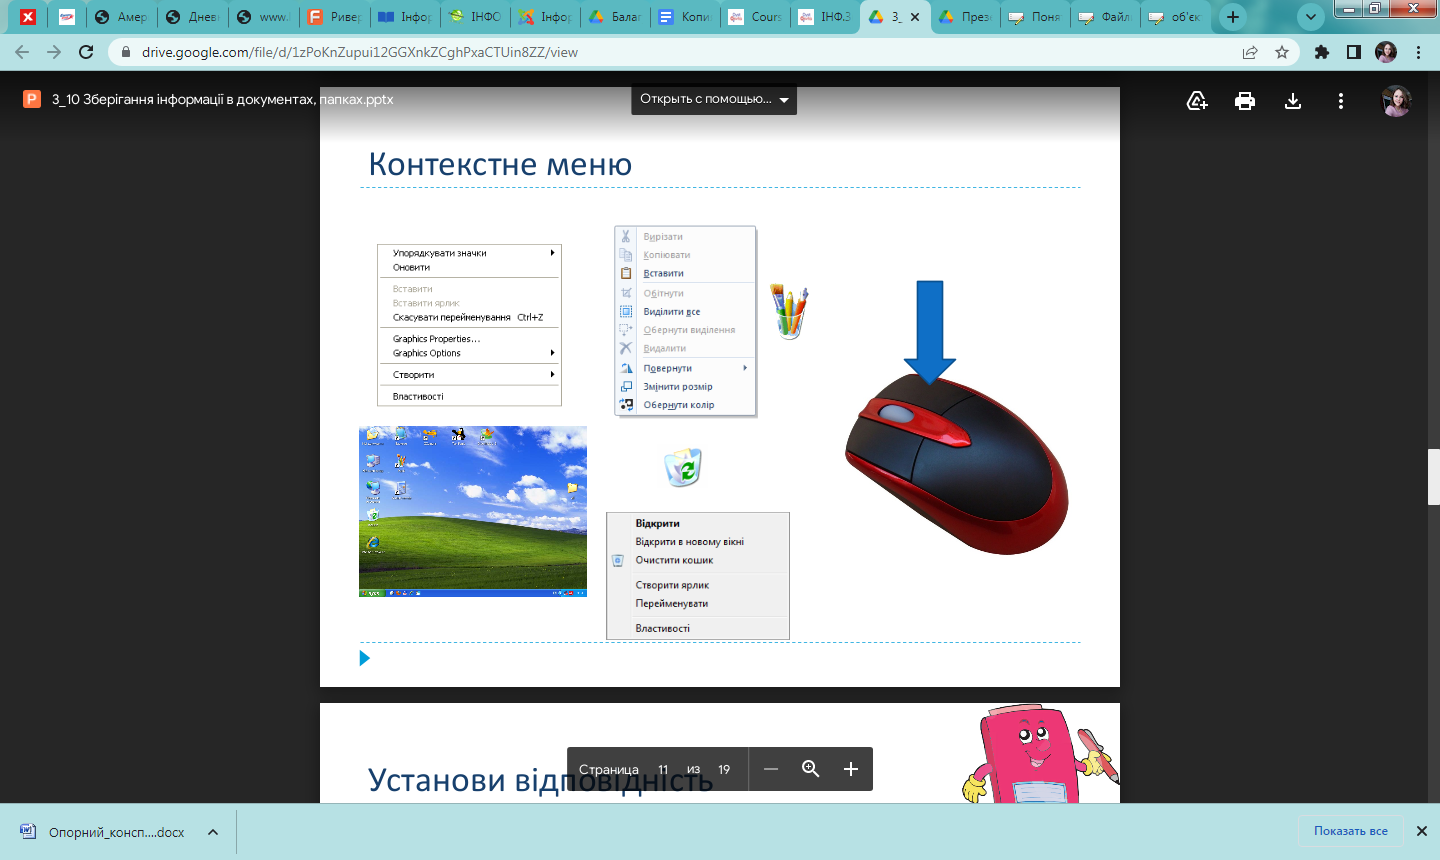 Амер
Дневн
www.
Ривер
Інфор
ІНФО
Інфор
Балаг
Копи
Cours
ІНФ.3
3_
През
Поня
Файл
об'єк
drive.google.com/file/d/1zPoKnZupui12GGXnkZCghPxaCTUin8ZZ/view
3_10 Зберігання інформації в документах, папках.pptx
Открыть с помощью...
Контекстне меню
Упорядкувати значки
Оновити
Вставити
Вставити ярлик
Скасувати перейменування Ctrl+Z
Graphics Properties...
Graphics Options
Створити
Властивості
Вирізати
Копіювати
Вставити
Обітнути
Виділити все
Обернути виділення
Видалити
Повернути
Змінити розмір
Обернути колір
Відкрити
Відкрити в новому вікні
Очистити кошик
Створити ярлик
Перейменувати
Властивості
Установи відповідність
Страница 11 из 19
Опорний_консп....docx
Показать все